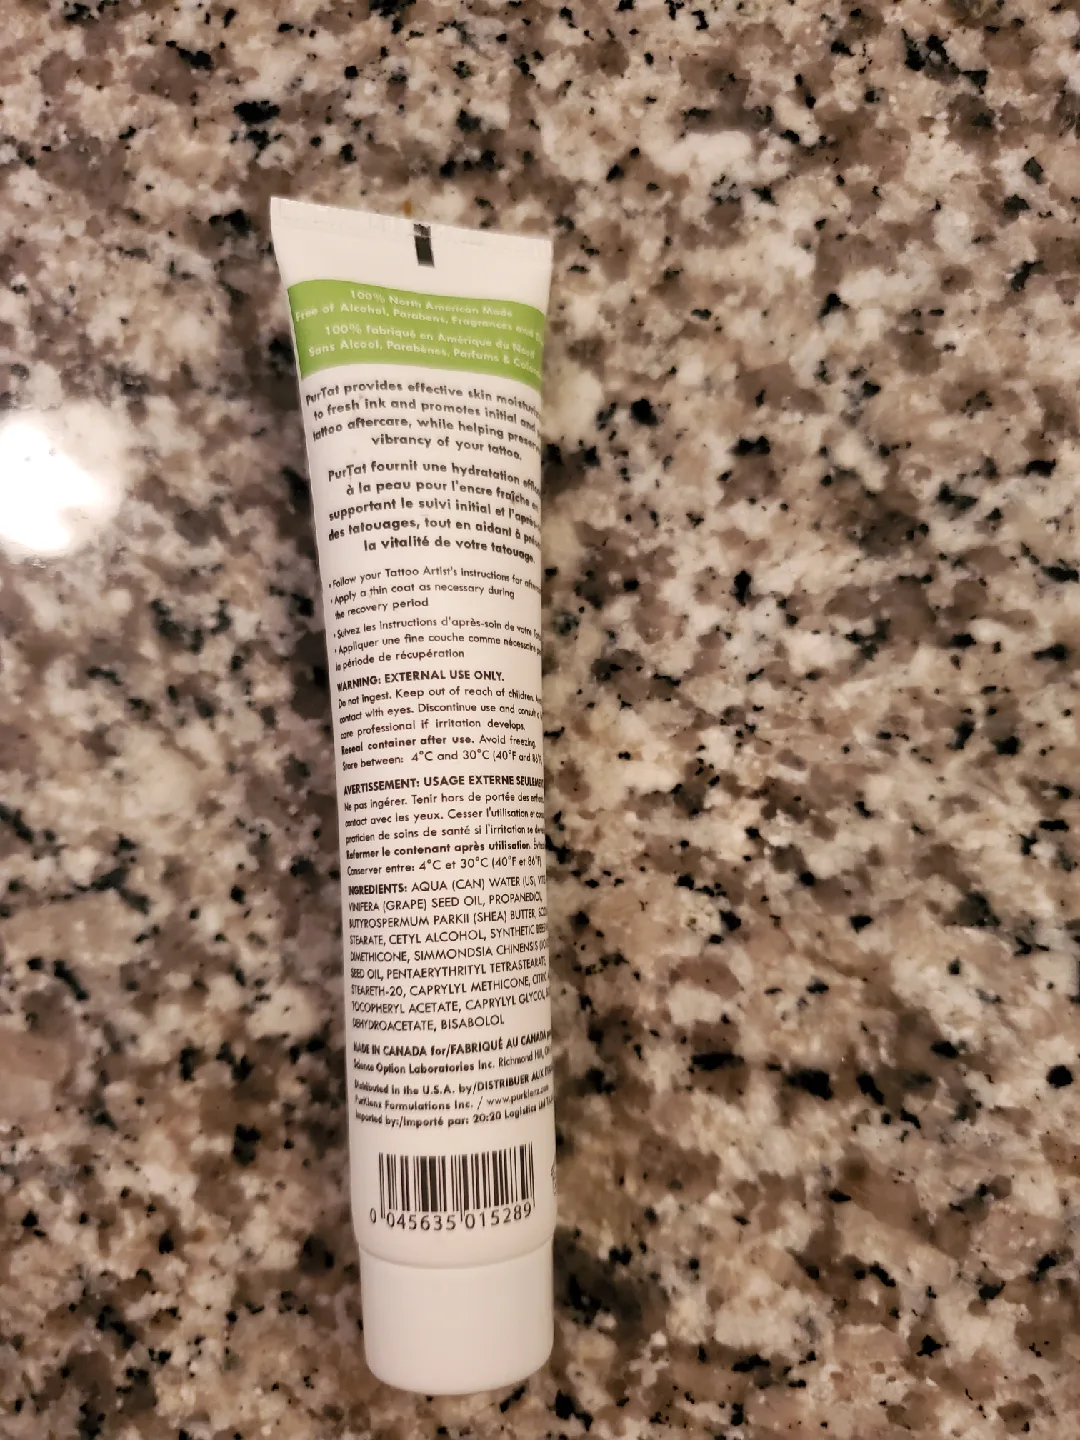 100% North American Made
Free of Alcohol, Parabens, Fragrances and
100% fabriqué en Amérique du Nord
Sans Alcool, Parabènes, Parfums &
PurTat provides effective skin
to fresh ink and promotes initial and
tattoo aftercare, while helping
vibrancy of your tattoo.
PurTat fournit une hydratation
à la peau pour l'encre fraîche
supportant le suivi initial et
des tatouages, tout en aidant à
la vitalité de votre tatouage.
• Follow your Tattoo Artist's instructions for
• Apply a thin coat as necessary during
the recovery period
• Suivez les instructions d'après-soin de votre
• Appliquer une fine couche comme
la période de récupération
WARNING: EXTERNAL USE ONLY.
Do not ingest. Keep out of reach of children.
contact with eyes. Discontinue use and
care professional if irritation develops.
Reseal container after use. Avoid freezing.
Store between: 4°C and 30°C (40°F and
AVERTISSEMENT: USAGE EXTERNE
Ne pas ingérer. Tenir hors de portée des
contact avec les yeux. Cesser l'utilisation
praticien de soins de santé si l'irritation se
Refermer le contenant après utilisation.
Conserver entre: 4°C et 30°C (40°F et 86°F)
INGREDIENTS: AQUA (CAN) WATER (US),
VINIFERA (GRAPE) SEED OIL, PROPANEDIOL,
BUTYROSPERMUM PARKII (SHEA) BUTTER,
STEARATE, CETYL ALCOHOL, SYNTHETIC
DIMETHICONE, SIMMONDSIA CHINENSIS
SEED OIL, PENTAERYTHRITYL TETRASTEARATE
STEARETH-20, CAPRYLYL METHICONE,
TOCOPHERYL ACETATE, CAPRYLYL GLYCOL,
DEHYDROACETATE, BISABOLOL
MADE IN CANADA for/FABRIQUÉ AU CANADA
Science Option Laboratories Inc. Richmond Hill,
Distributed in the U.S.A. by/DISTRIBUER AUX
PurKlenz Formulations Inc. /
Imported by:/Importé par: 20:20 Logistics
0 045635 015289